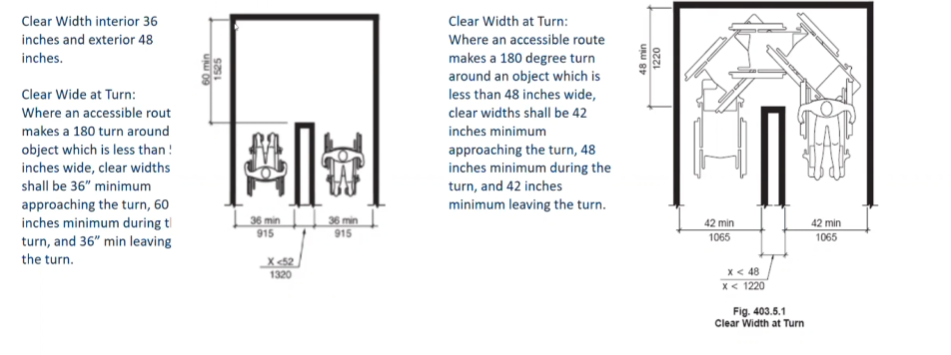 Clear Width interior 36
inches and exterior 48
inches.
Clear Wide at Turn:
Where an accessible rout
makes a 180 turn around
object which is less than
inches wide, clear widths
shall be 36” minimum
approaching the turn, 60
inches minimum during t
turn, and 36” min leaving
the turn.
60 min
1525
36 min
915
36 min
915
X <52
1320
Clear Width at Turn:
Where an accessible route
makes a 180 degree turn
around an object which is
less than 48 inches wide,
clear widths shall be 42
inches minimum
approaching the turn, 48
inches minimum during the
turn, and 42 inches
minimum leaving the turn.
48 min
1220
42 min
1065
42 min
1065
x < 48
x < 1220
Fig. 403.5.1
Clear Width at Turn